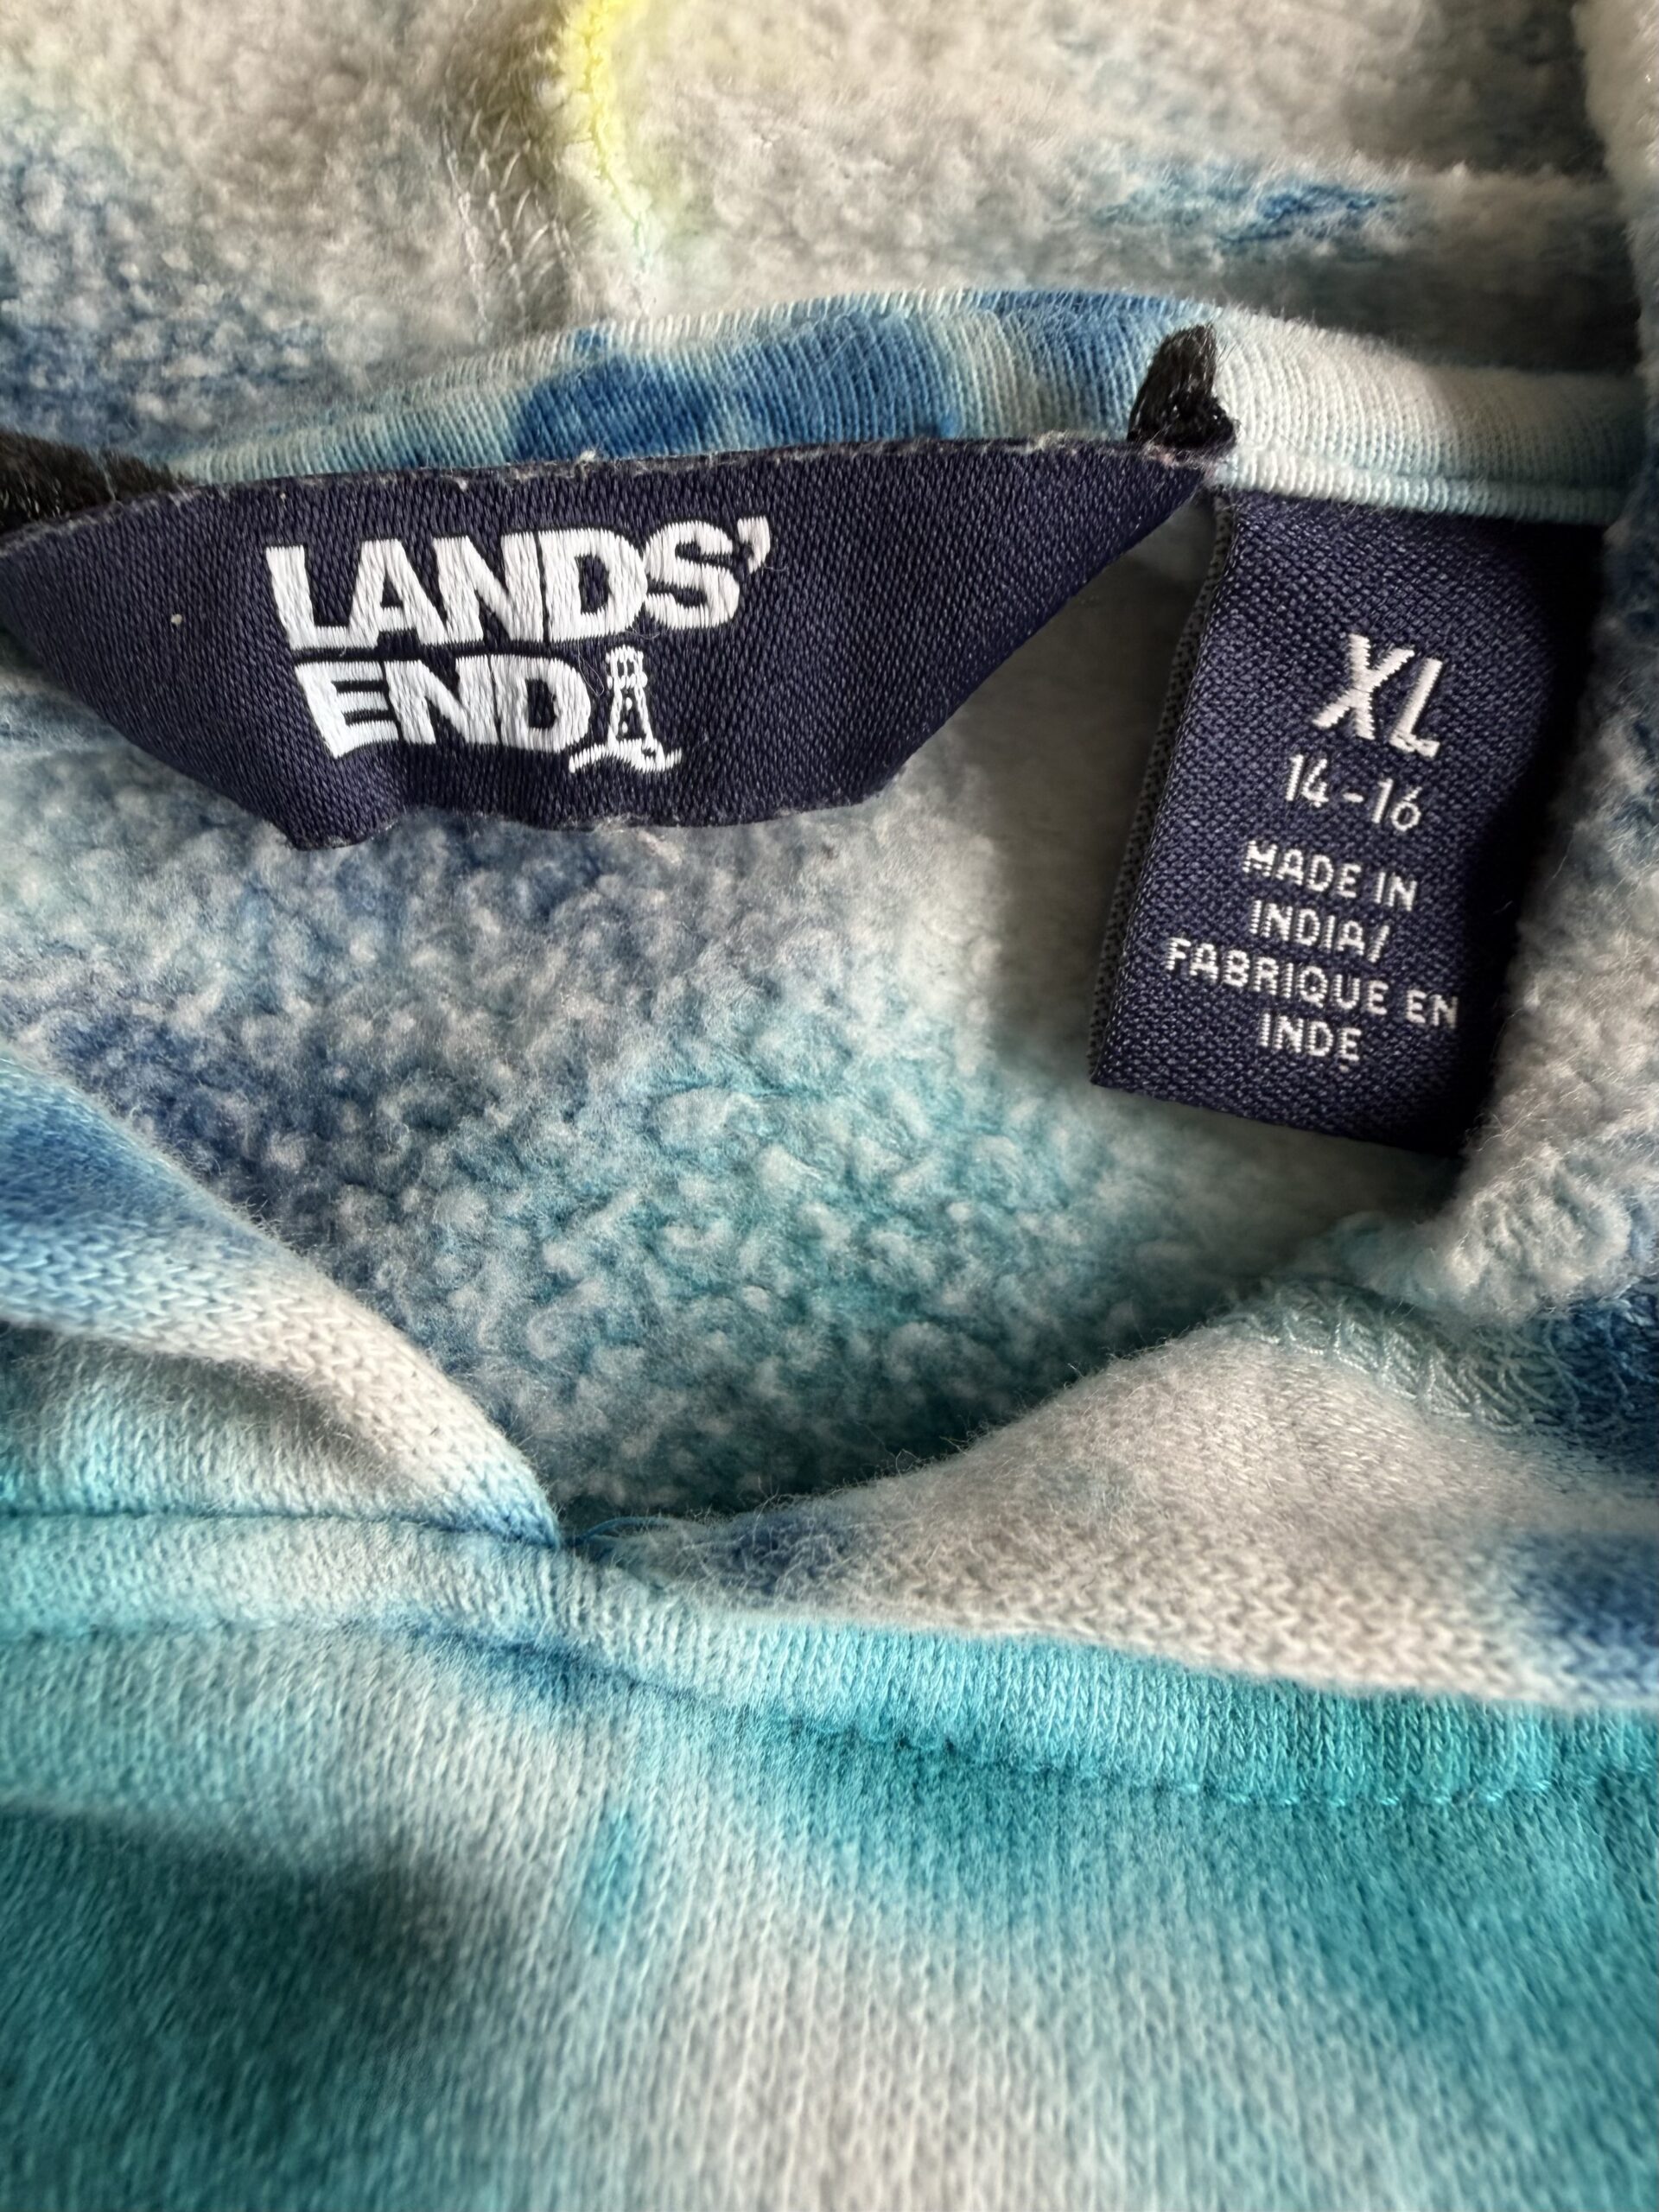 LANDS'
END
XL
14-16
MADE IN
INDIA/
FABRIQUE EN
INDE